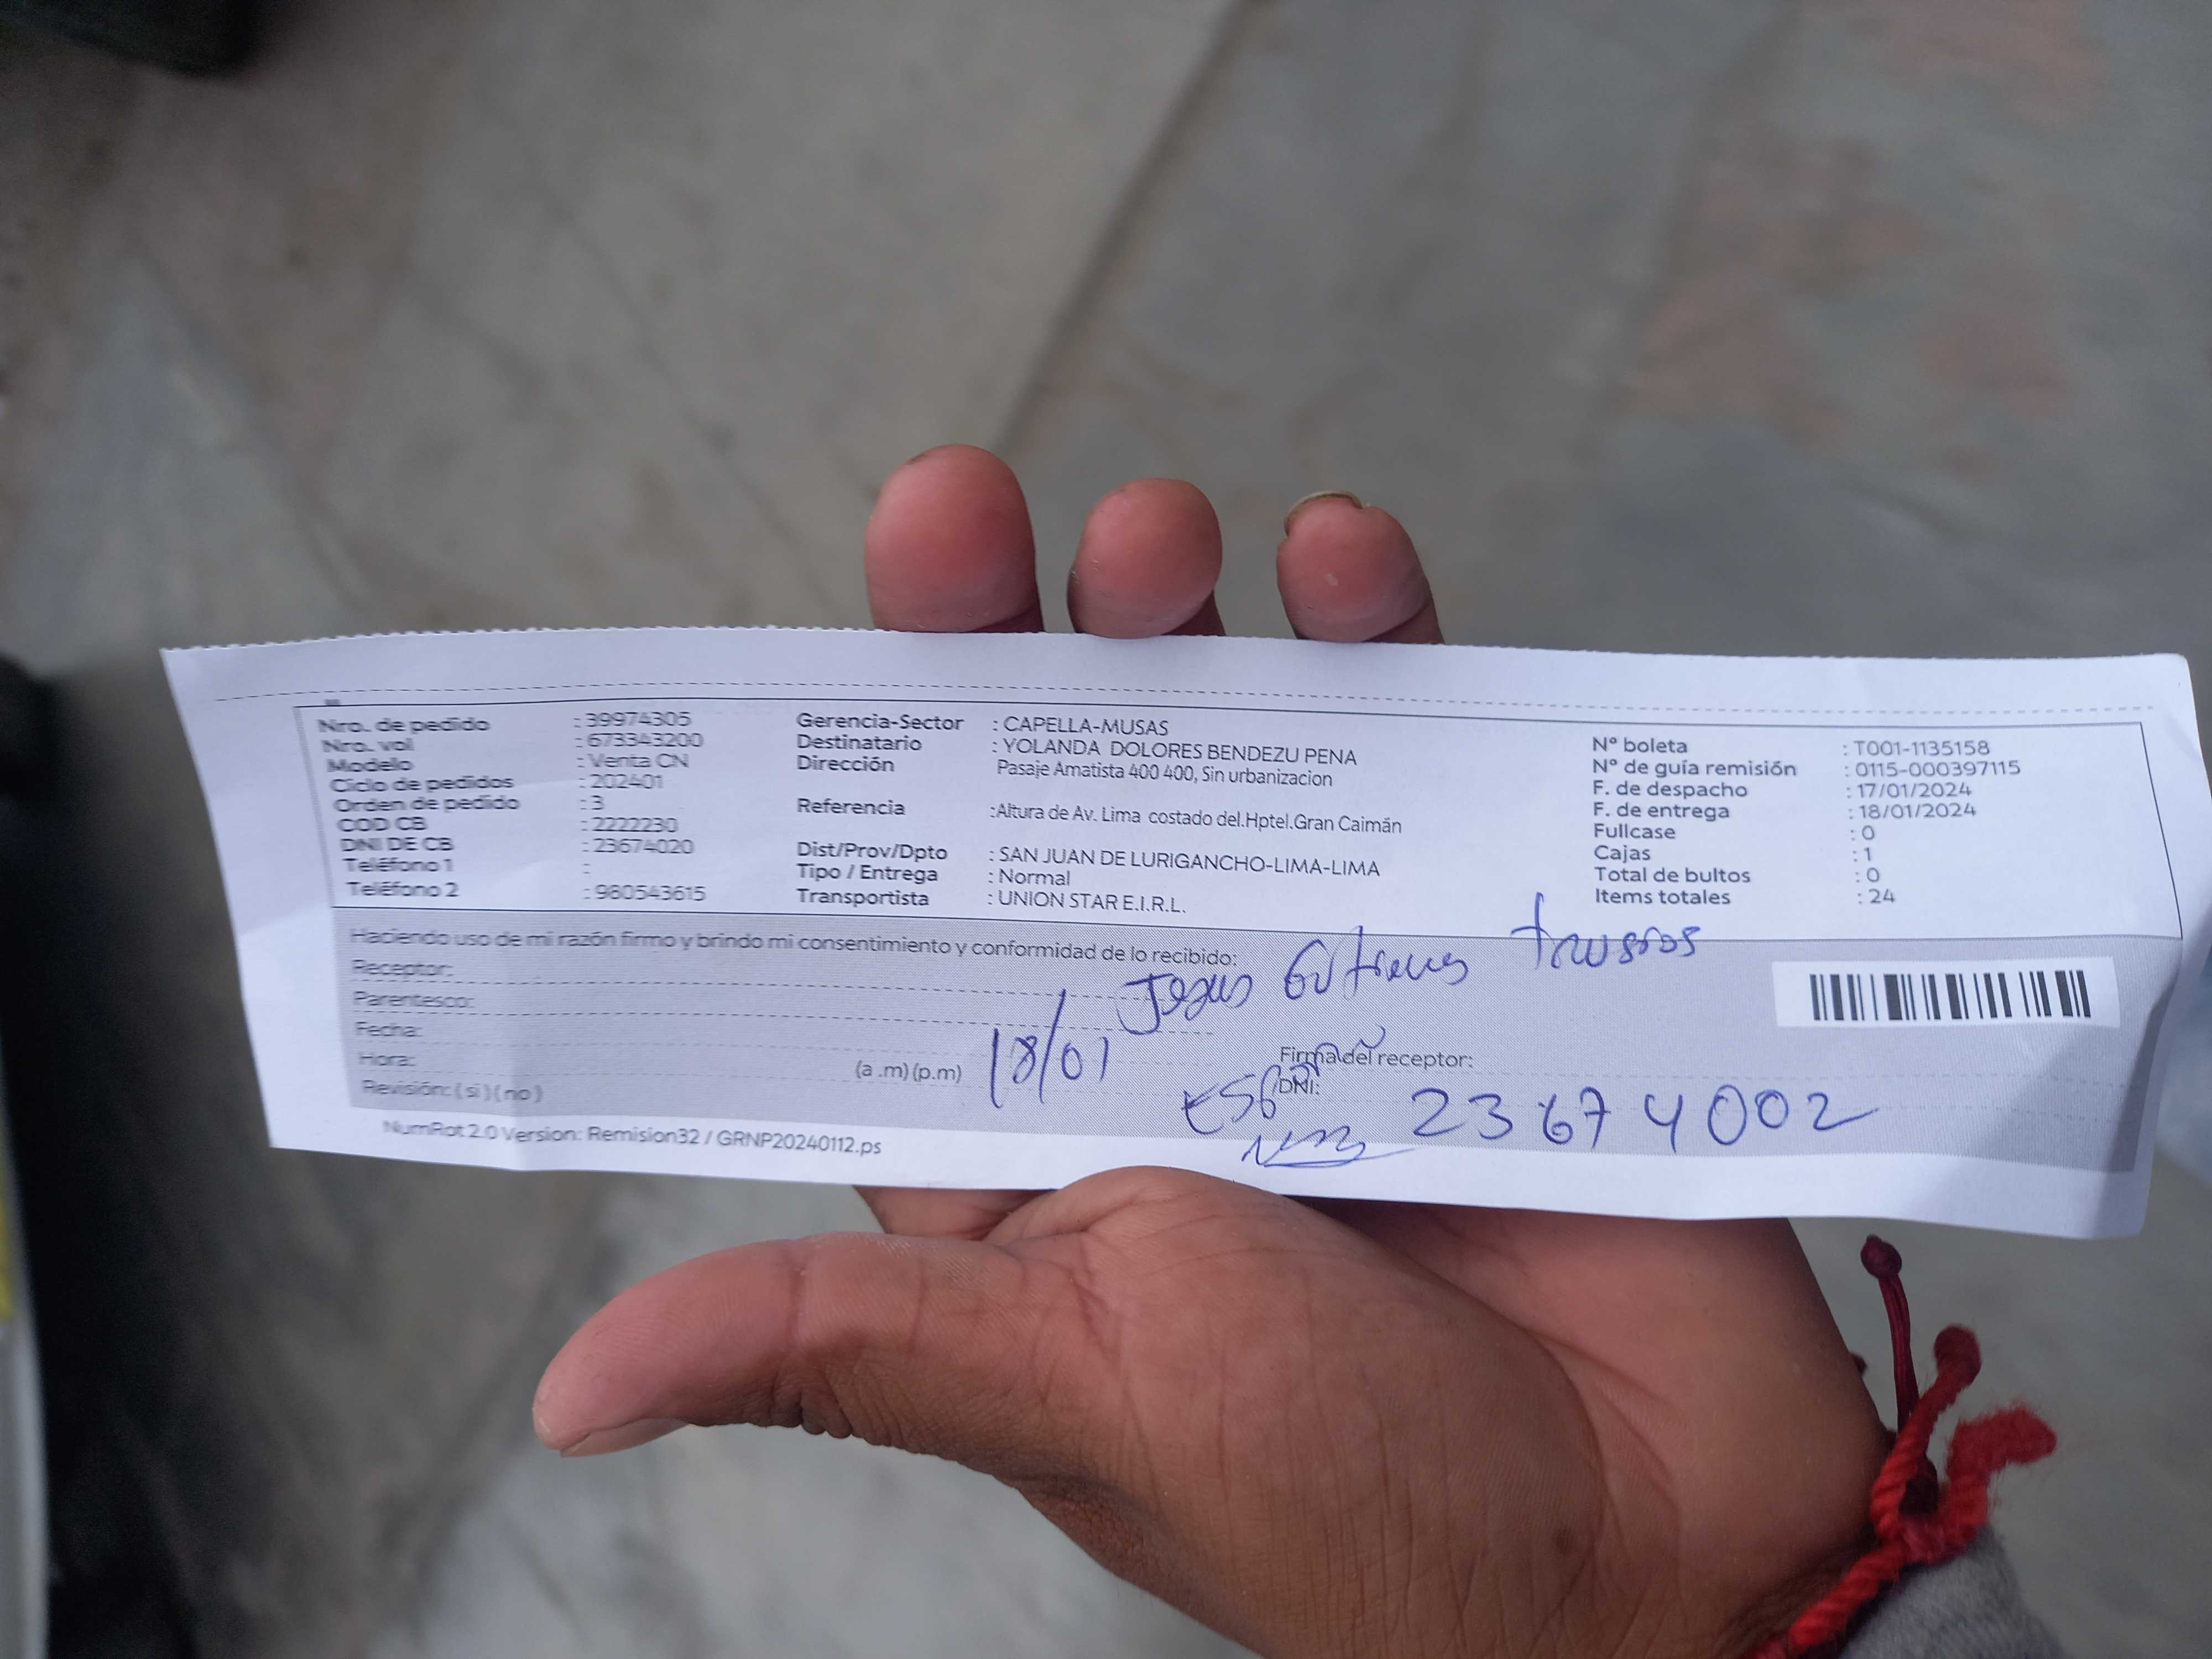 Nro. de pedido : 39974305
Nro. vol : 673343200
Modelo : Venta CN
Ciclo de pedidos : 202401
Orden de pedido : 3
COD CB : 2222230
DNI DE CB : 23674020
Teléfono 1 :
Teléfono 2 : 980543615
Gerencia-Sector : CAPELLA-MUSAS
Destinatario : YOLANDA DOLORES BENDEZU PENA
Dirección Pasaje Amatista 400 400, Sin urbanizacion
Referencia :Altura de Av. Lima costado del.Hptel.Gran Caimán
Dist/Prov/Dpto : SAN JUAN DE LURIGANCHO-LIMA-LIMA
Tipo / Entrega : Normal
Transportista : UNION STAR E.I.R.L.
N° boleta : T001-1135158
N° de guía remisión : 0115-000397115
F. de despacho : 17/01/2024
F. de entrega : 18/01/2024
Fullcase : 0
Cajas : 1
Total de bultos : 0
Items totales : 24
Haciendo uso de mi razón firmo y brindo mi consentimiento y conformidad de lo recibido:
Receptor: Jesus
Parentesco:
Fecha: 18/01
Hora: (a .m) (p.m)
Revisión: ( si ) ( no )
Firma del receptor:
DNI: 23674002
NumRot 2.0 Version: Remision32 / GRNP20240112.ps